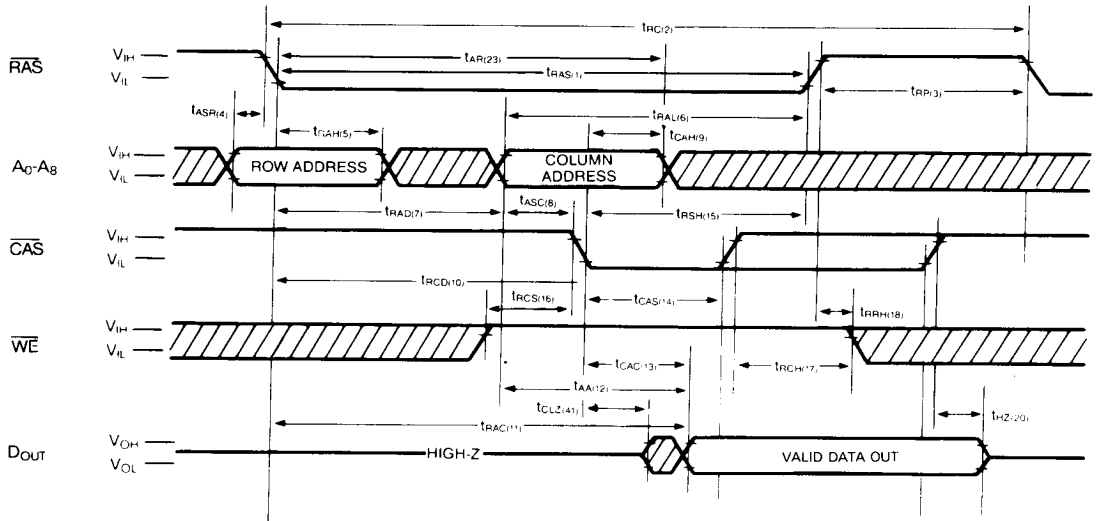 tRC(2)
RAS VIH VIL
tAR(23)
tRAS(1)
tRP(3)
tASR(4)
tRAL(6)
tRAH(5)
tCAH(9)
A0-A8 VIH VIL
ROW ADDRESS
COLUMN ADDRESS
tRAD(7)
tASC(8)
tRSH(15)
CAS VIH VIL
tRCD(10)
tRCS(16)
tCAS(14)
tRRH(18)
WE VIH VIL
tCAC(13)
tRCH(17)
tAA(12)
tCLZ(41)
tHZ(20)
tRAC(11)
DOUT VOH VOL
HIGH-Z
VALID DATA OUT